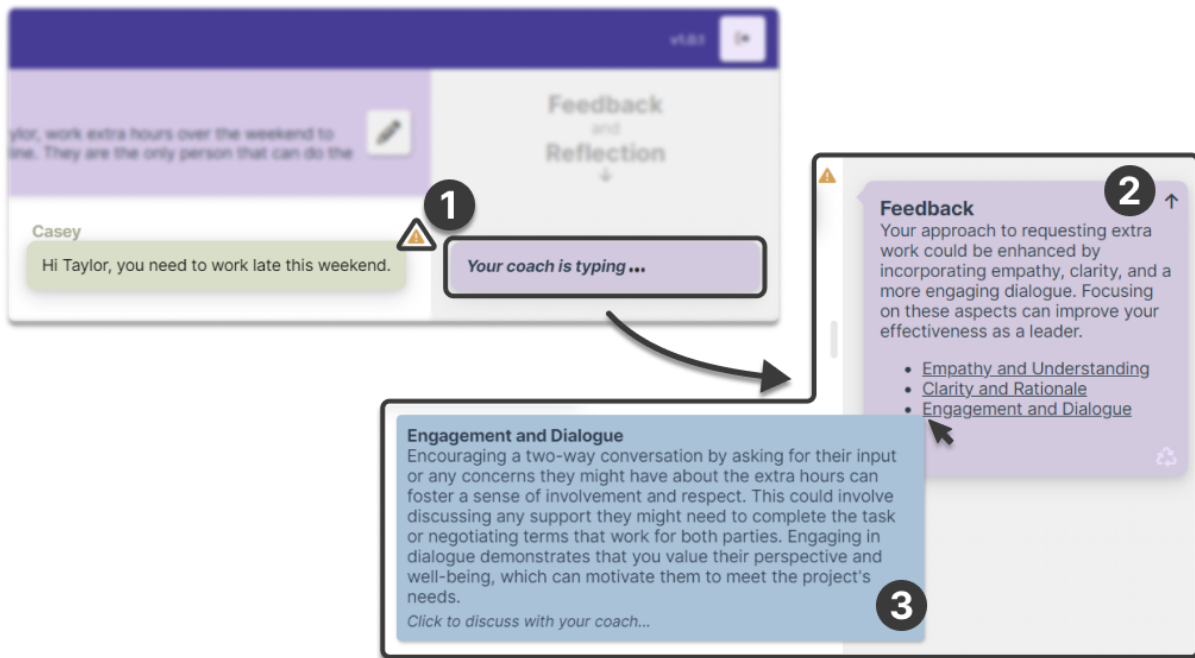 v1.0.1
Feedback
and
Reflection
ylor, work extra hours over the weekend to
line. They are the only person that can do the
1
Casey
Hi Taylor, you need to work late this weekend.
Your coach is typing ...
2
Feedback
Your approach to requesting extra
work could be enhanced by
incorporating empathy, clarity, and a
more engaging dialogue. Focusing
on these aspects can improve your
effectiveness as a leader.
• Empathy and Understanding
• Clarity and Rationale
• Engagement and Dialogue
Engagement and Dialogue
Encouraging a two-way conversation by asking for their input
or any concerns they might have about the extra hours can
foster a sense of involvement and respect. This could involve
discussing any support they might need to complete the task
or negotiating terms that work for both parties. Engaging in
dialogue demonstrates that you value their perspective and
well-being, which can motivate them to meet the project's
needs.
Click to discuss with your coach...
3